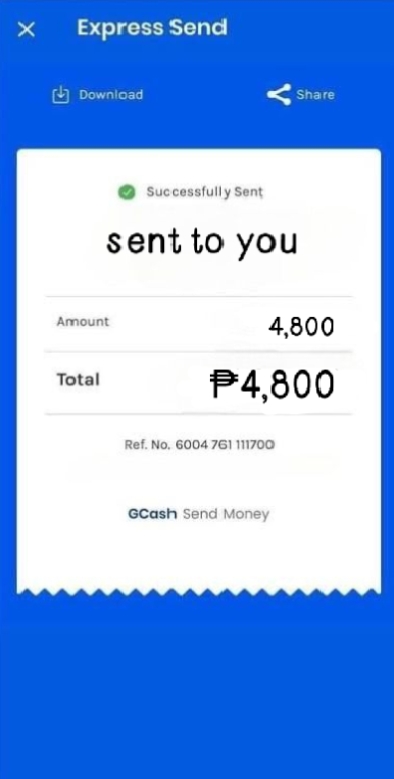 Express Send
Download
Share
Successfully Sent
sent to you
Amount 4,800
Total ₱4,800
Ref. No. 6004 761 111700
GCash Send Money